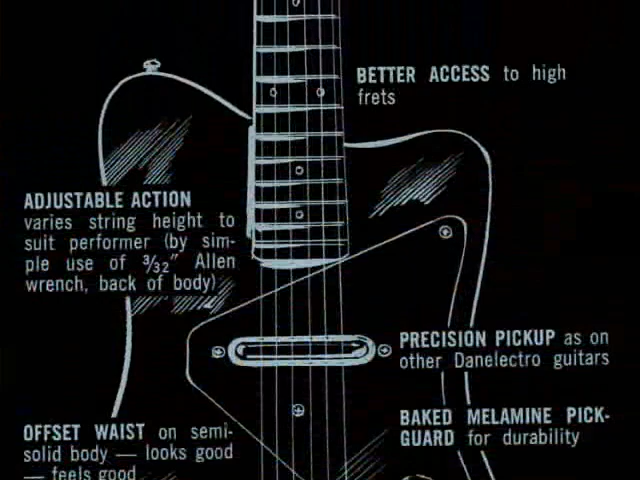 BETTER ACCESS to high
frets
ADJUSTABLE ACTION
varies string height to
suit performer (by sim-
ple use of 3/32″ Allen
wrench, back of body)
PRECISION PICKUP as on
other Danelectro guitars
BAKED MELAMINE PICK-
GUARD for durability
OFFSET WAIST on semi-
solid body — looks good
— feels good